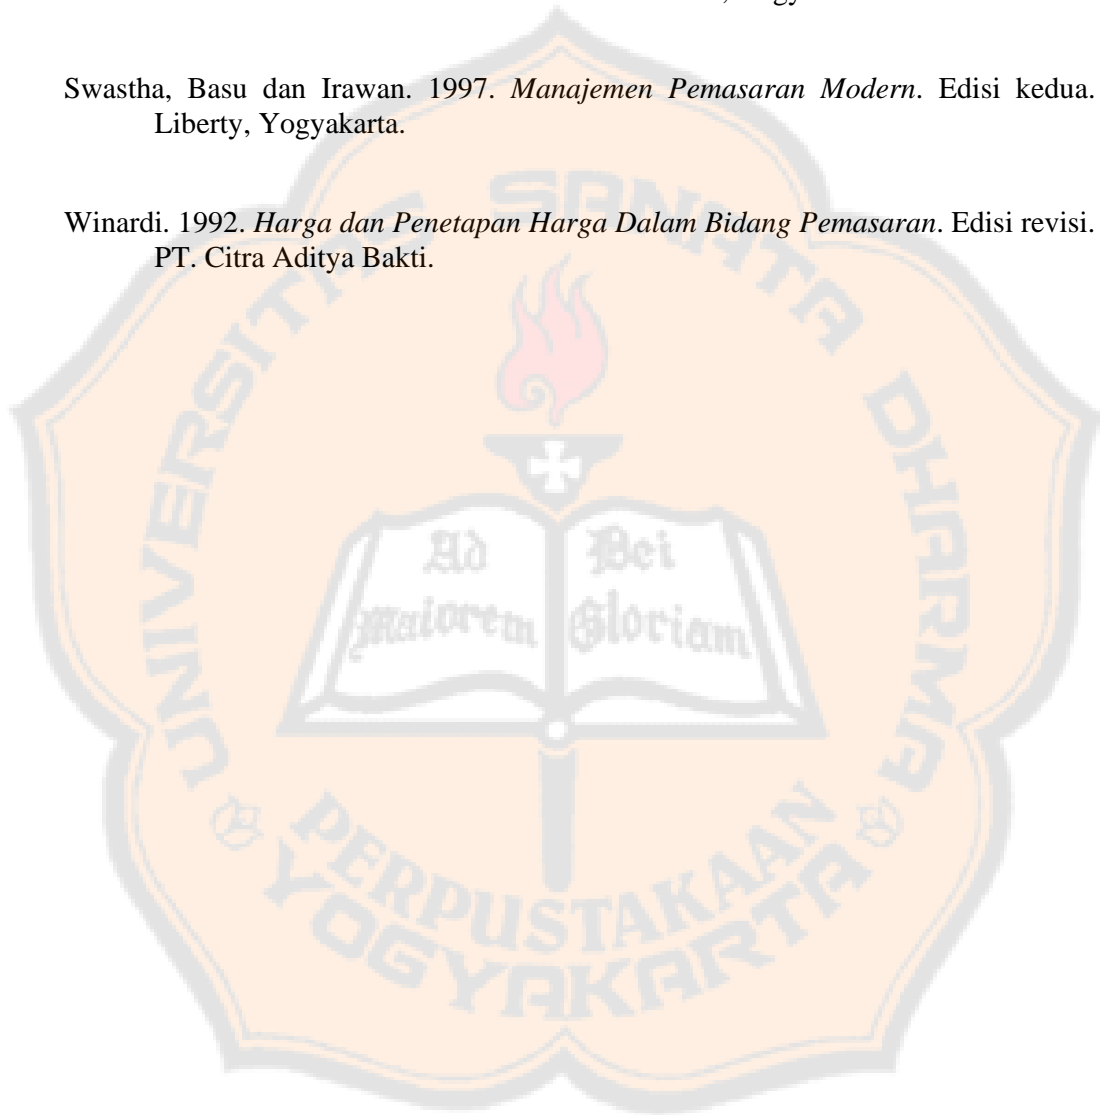 Swastha, Basu dan Irawan. 1997. Manajemen Pemasaran Modern. Edisi kedua.
Liberty, Yogyakarta.
Winardi. 1992. Harga dan Penetapan Harga Dalam Bidang Pemasaran. Edisi revisi.
PT. Citra Aditya Bakti.
UNIVERSITAS SANATA DHARMA
Ad Dei
Maiorem Gloriam
PERPUSTAKAAN
YOGYAKARTA